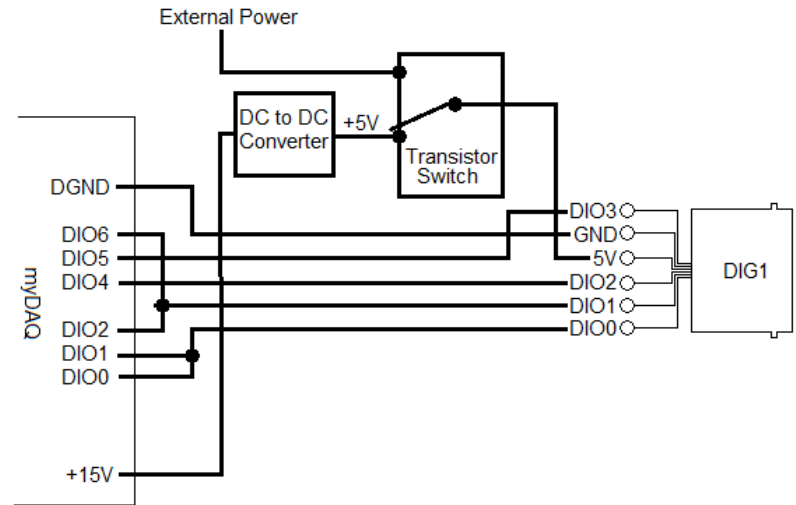 External Power
DC to DC
Converter
+5V
Transistor
Switch
DGND
DIO6
DIO5
DIO4
DIO2
DIO1
DIO0
+15V
myDAQ
DIO3
GND
5V
DIO2
DIO1
DIO0
DIG1